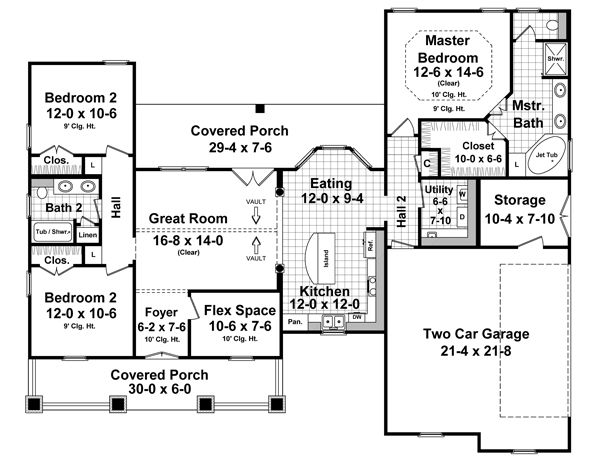 Master
Bedroom
12-6 x 14-6
(Clear)
10' Clg. Ht.
9' Clg. Ht.
Shwr.
Mstr.
Bath
Jet Tub
L
Closet
10-0 x 6-6
C
Bedroom 2
12-0 x 10-6
9' Clg. Ht.
Clos.
L
Covered Porch
29-4 x 7-6
Bath 2
Tub / Shwr.
Linen
Hall
Clos.
L
Great Room
16-8 x 14-0
(Clear)
VAULT
VAULT
Eating
12-0 x 9-4
Hall 2
Utility
6-6
x
7-10
W
D
Storage
10-4 x 7-10
Island
Ref.
Kitchen
12-0 x 12-0
Pan.
DW
Bedroom 2
12-0 x 10-6
9' Clg. Ht.
Foyer
6-2 x 7-6
10' Clg. Ht.
Flex Space
10-6 x 7-6
10' Clg. Ht.
Two Car Garage
21-4 x 21-8
Covered Porch
30-0 x 6-0